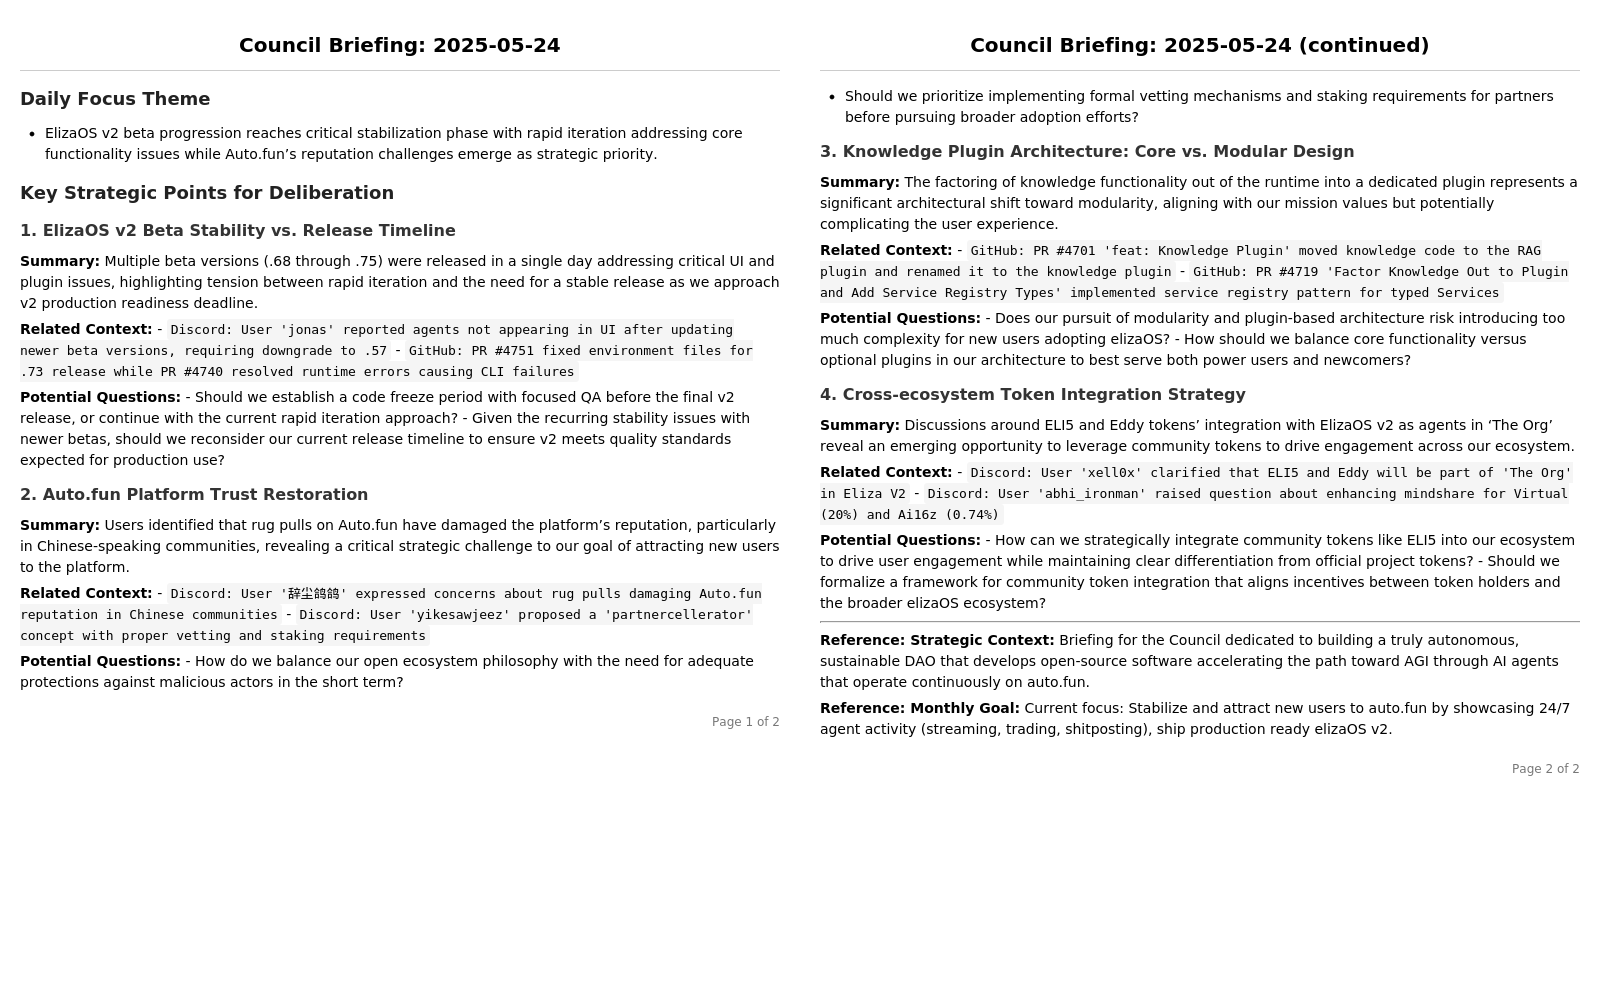 Council Briefing: 2025-05-24
Daily Focus Theme
• ElizaOS v2 beta progression reaches critical stabilization phase with rapid iteration addressing core
functionality issues while Auto.fun’s reputation challenges emerge as strategic priority.
Key Strategic Points for Deliberation
1. ElizaOS v2 Beta Stability vs. Release Timeline
Summary: Multiple beta versions (.68 through .75) were released in a single day addressing critical UI and
plugin issues, highlighting tension between rapid iteration and the need for a stable release as we approach
v2 production readiness deadline.
Related Context: - Discord: User 'jonas' reported agents not appearing in UI after updating
newer beta versions, requiring downgrade to .57 - GitHub: PR #4751 fixed environment files for
.73 release while PR #4740 resolved runtime errors causing CLI failures
Potential Questions: - Should we establish a code freeze period with focused QA before the final v2
release, or continue with the current rapid iteration approach? - Given the recurring stability issues with
newer betas, should we reconsider our current release timeline to ensure v2 meets quality standards
expected for production use?
2. Auto.fun Platform Trust Restoration
Summary: Users identified that rug pulls on Auto.fun have damaged the platform’s reputation, particularly
in Chinese-speaking communities, revealing a critical strategic challenge to our goal of attracting new users
to the platform.
Related Context: - Discord: User '辞尘鸽鸽' expressed concerns about rug pulls damaging Auto.fun
reputation in Chinese communities - Discord: User 'yikesawjeez' proposed a 'partnercellerator'
concept with proper vetting and staking requirements
Potential Questions: - How do we balance our open ecosystem philosophy with the need for adequate
protections against malicious actors in the short term?
Page 1 of 2
Council Briefing: 2025-05-24 (continued)
• Should we prioritize implementing formal vetting mechanisms and staking requirements for partners
before pursuing broader adoption efforts?
3. Knowledge Plugin Architecture: Core vs. Modular Design
Summary: The factoring of knowledge functionality out of the runtime into a dedicated plugin represents a
significant architectural shift toward modularity, aligning with our mission values but potentially
complicating the user experience.
Related Context: - GitHub: PR #4701 'feat: Knowledge Plugin' moved knowledge code to the RAG
plugin and renamed it to the knowledge plugin - GitHub: PR #4719 'Factor Knowledge Out to Plugin
and Add Service Registry Types' implemented service registry pattern for typed Services
Potential Questions: - Does our pursuit of modularity and plugin-based architecture risk introducing too
much complexity for new users adopting elizaOS? - How should we balance core functionality versus
optional plugins in our architecture to best serve both power users and newcomers?
4. Cross-ecosystem Token Integration Strategy
Summary: Discussions around ELI5 and Eddy tokens’ integration with ElizaOS v2 as agents in ‘The Org’
reveal an emerging opportunity to leverage community tokens to drive engagement across our ecosystem.
Related Context: - Discord: User 'xell0x' clarified that ELI5 and Eddy will be part of 'The Org'
in Eliza V2 - Discord: User 'abhi_ironman' raised question about enhancing mindshare for Virtual
(20%) and Ai16z (0.74%)
Potential Questions: - How can we strategically integrate community tokens like ELI5 into our ecosystem
to drive user engagement while maintaining clear differentiation from official project tokens? - Should we
formalize a framework for community token integration that aligns incentives between token holders and
the broader elizaOS ecosystem?
Reference: Strategic Context: Briefing for the Council dedicated to building a truly autonomous,
sustainable DAO that develops open-source software accelerating the path toward AGI through AI agents
that operate continuously on auto.fun.
Reference: Monthly Goal: Current focus: Stabilize and attract new users to auto.fun by showcasing 24/7
agent activity (streaming, trading, shitposting), ship production ready elizaOS v2.
Page 2 of 2